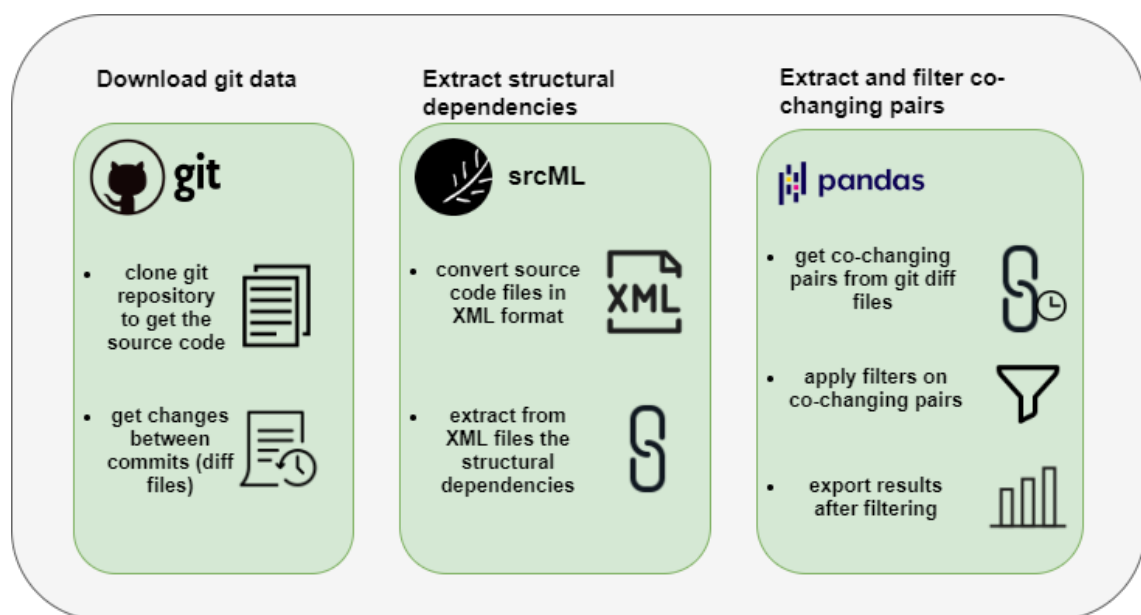 Download git data
git
clone git
repository
to get the
source code
get changes
between
commits (diff
files)
Extract structural
dependencies
srcML
convert source
code files in
XML format
XML
extract from
XML files the
structural
dependencies
Extract and filter co-
changing pairs
pandas
get co-changing
pairs from git diff
files
apply filters on
co-changing pairs
export results
after filtering